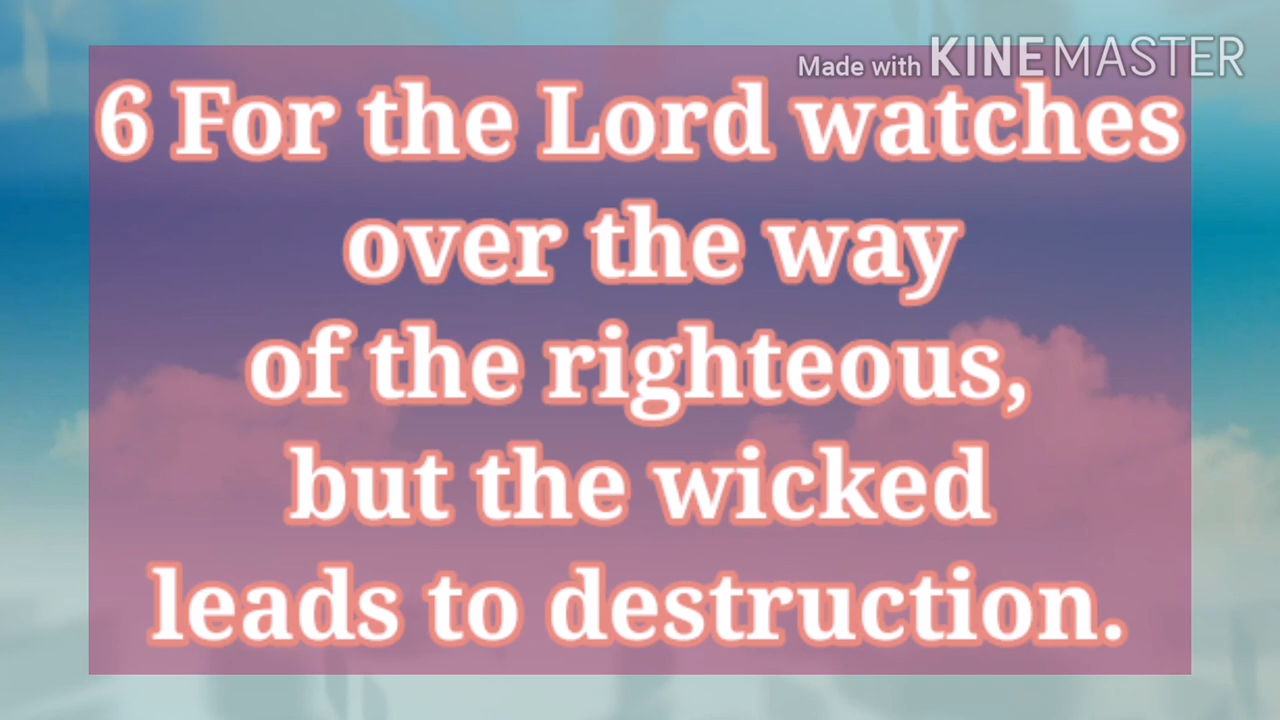 Made with KINEMASTER
6 For the Lord watches
over the way
of the righteous,
but the wicked
leads to destruction.